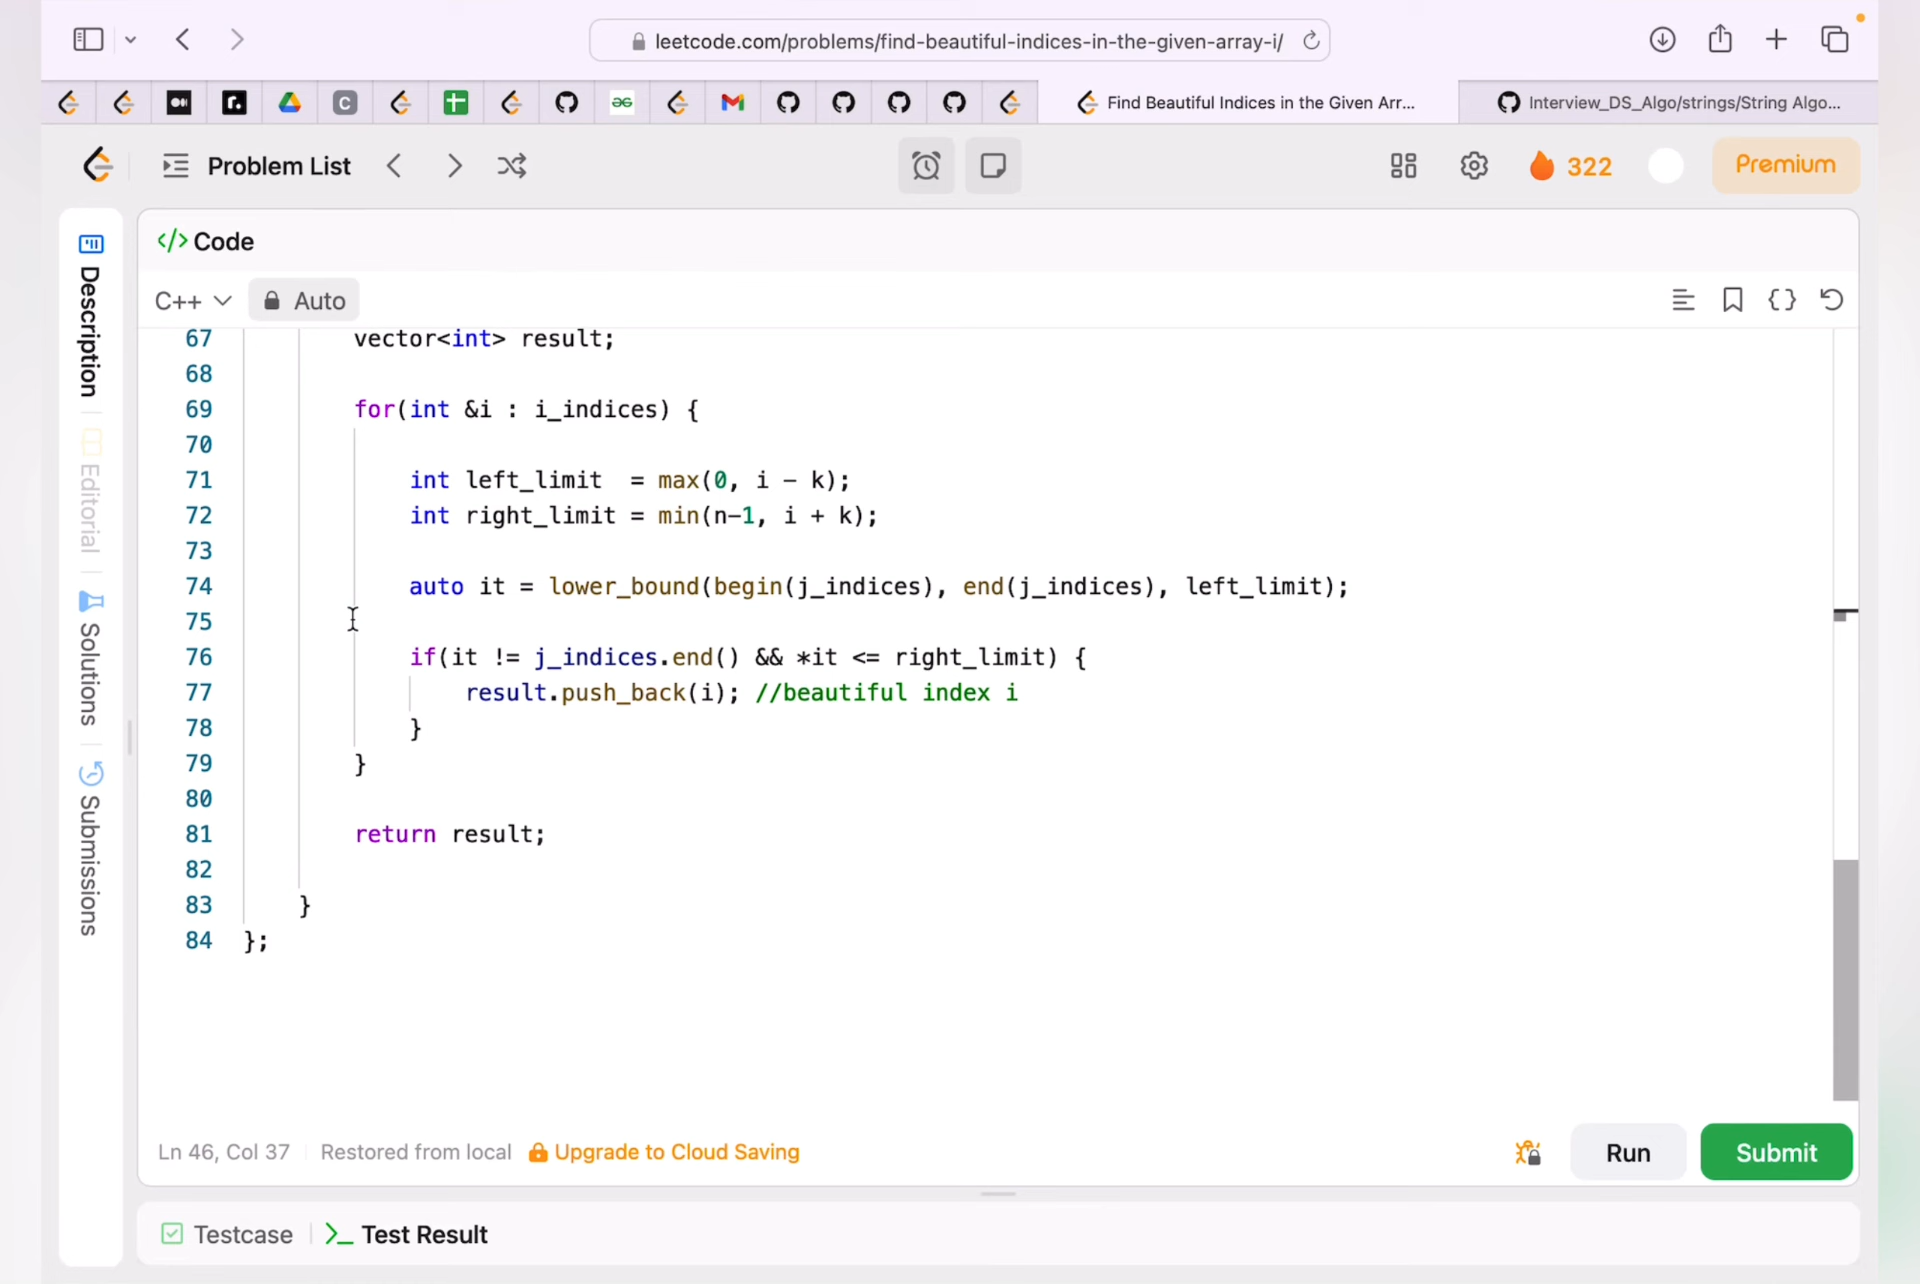 leetcode.com/problems/find-beautiful-indices-in-the-given-array-i/
Find Beautiful Indices in the Given Arr...
Interview_DS_Algo/strings/String Algo...
Problem List
322
Premium
</> Code
C++
Auto
67 vector<int> result;
68
69 for(int &i : i_indices) {
70
71 int left_limit = max(0, i - k);
72 int right_limit = min(n-1, i + k);
73
74 auto it = lower_bound(begin(j_indices), end(j_indices), left_limit);
75
76 if(it != j_indices.end() && *it <= right_limit) {
77 result.push_back(i); //beautiful index i
78 }
79 }
80
81 return result;
82
83 }
84 };
Description
Editorial
Solutions
Submissions
Ln 46, Col 37
Restored from local
Upgrade to Cloud Saving
Run
Submit
Testcase
Test Result